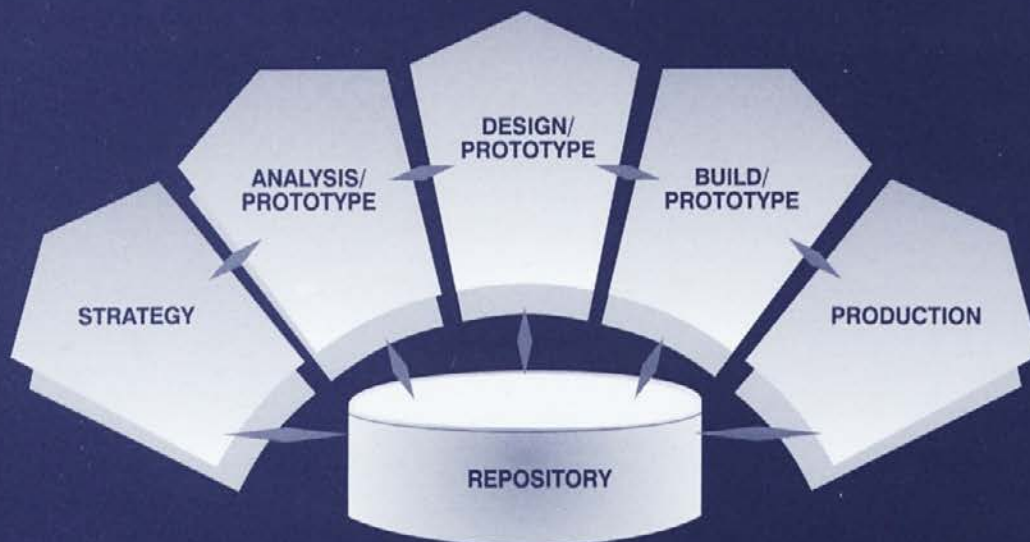 STRATEGY
ANALYSIS/
PROTOTYPE
DESIGN/
PROTOTYPE
BUILD/
PROTOTYPE
PRODUCTION
REPOSITORY